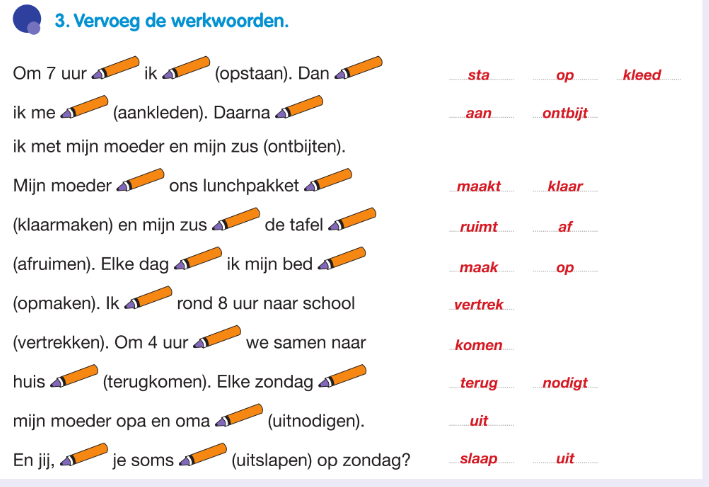 3. Vervoeg de werkwoorden.
Om 7 uur ik (opstaan). Dan sta op kleed
ik me (aankleden). Daarna aan ontbijt
ik met mijn moeder en mijn zus (ontbijten).
Mijn moeder ons lunchpakket maakt klaar
(klaarmaken) en mijn zus de tafel ruimt af
(afruimen). Elke dag ik mijn bed maak op
(opmaken). Ik rond 8 uur naar school vertrek
(vertrekken). Om 4 uur we samen naar komen
huis (terugkomen). Elke zondag terug nodigt
mijn moeder opa en oma (uitnodigen). uit
En jij, je soms (uitslapen) op zondag? slaap uit